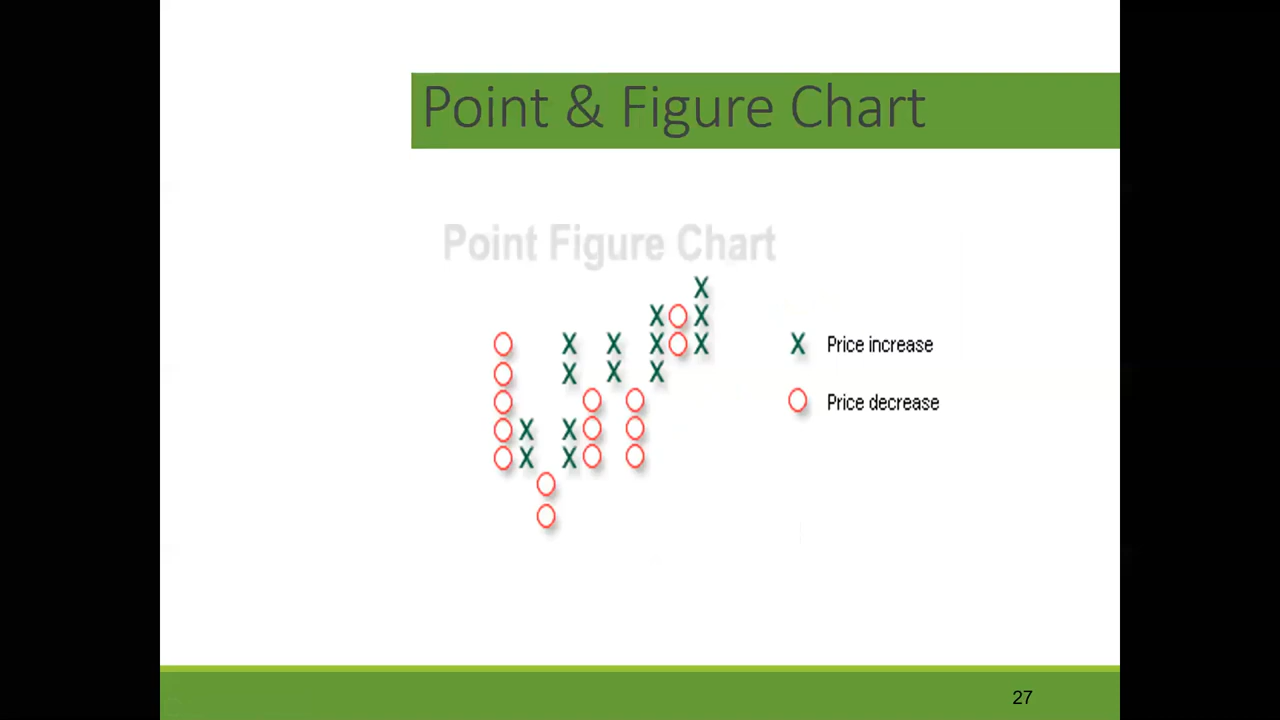 Point & Figure Chart
Point Figure Chart
X
X O X
O X X X O X
O X X X
O X O O
O X X O O
O X X O O
O
O
X Price increase
O Price decrease
27